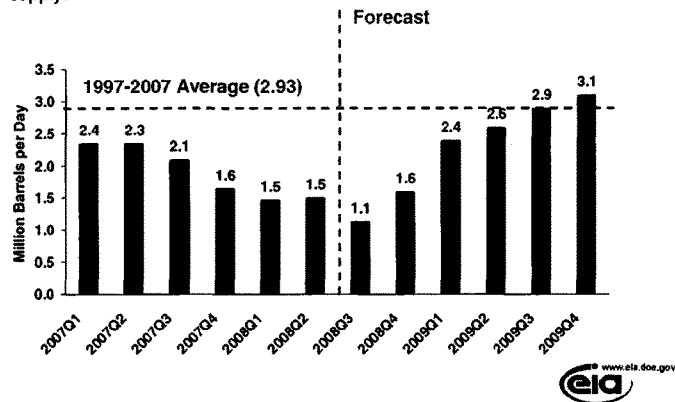 Forecast
3.5
3.0
2.5
2.0
1.5
1.0
0.5
0.0
Million Barrels per Day
1997-2007 Average (2.93)
2.4
2.3
2.1
1.6
1.5
1.5
1.1
1.6
2.4
2.6
2.9
3.1
2007Q1
2007Q2
2007Q3
2007Q4
2008Q1
2008Q2
2008Q3
2008Q4
2009Q1
2009Q2
2009Q3
2009Q4
www.eia.doe.gov
eia